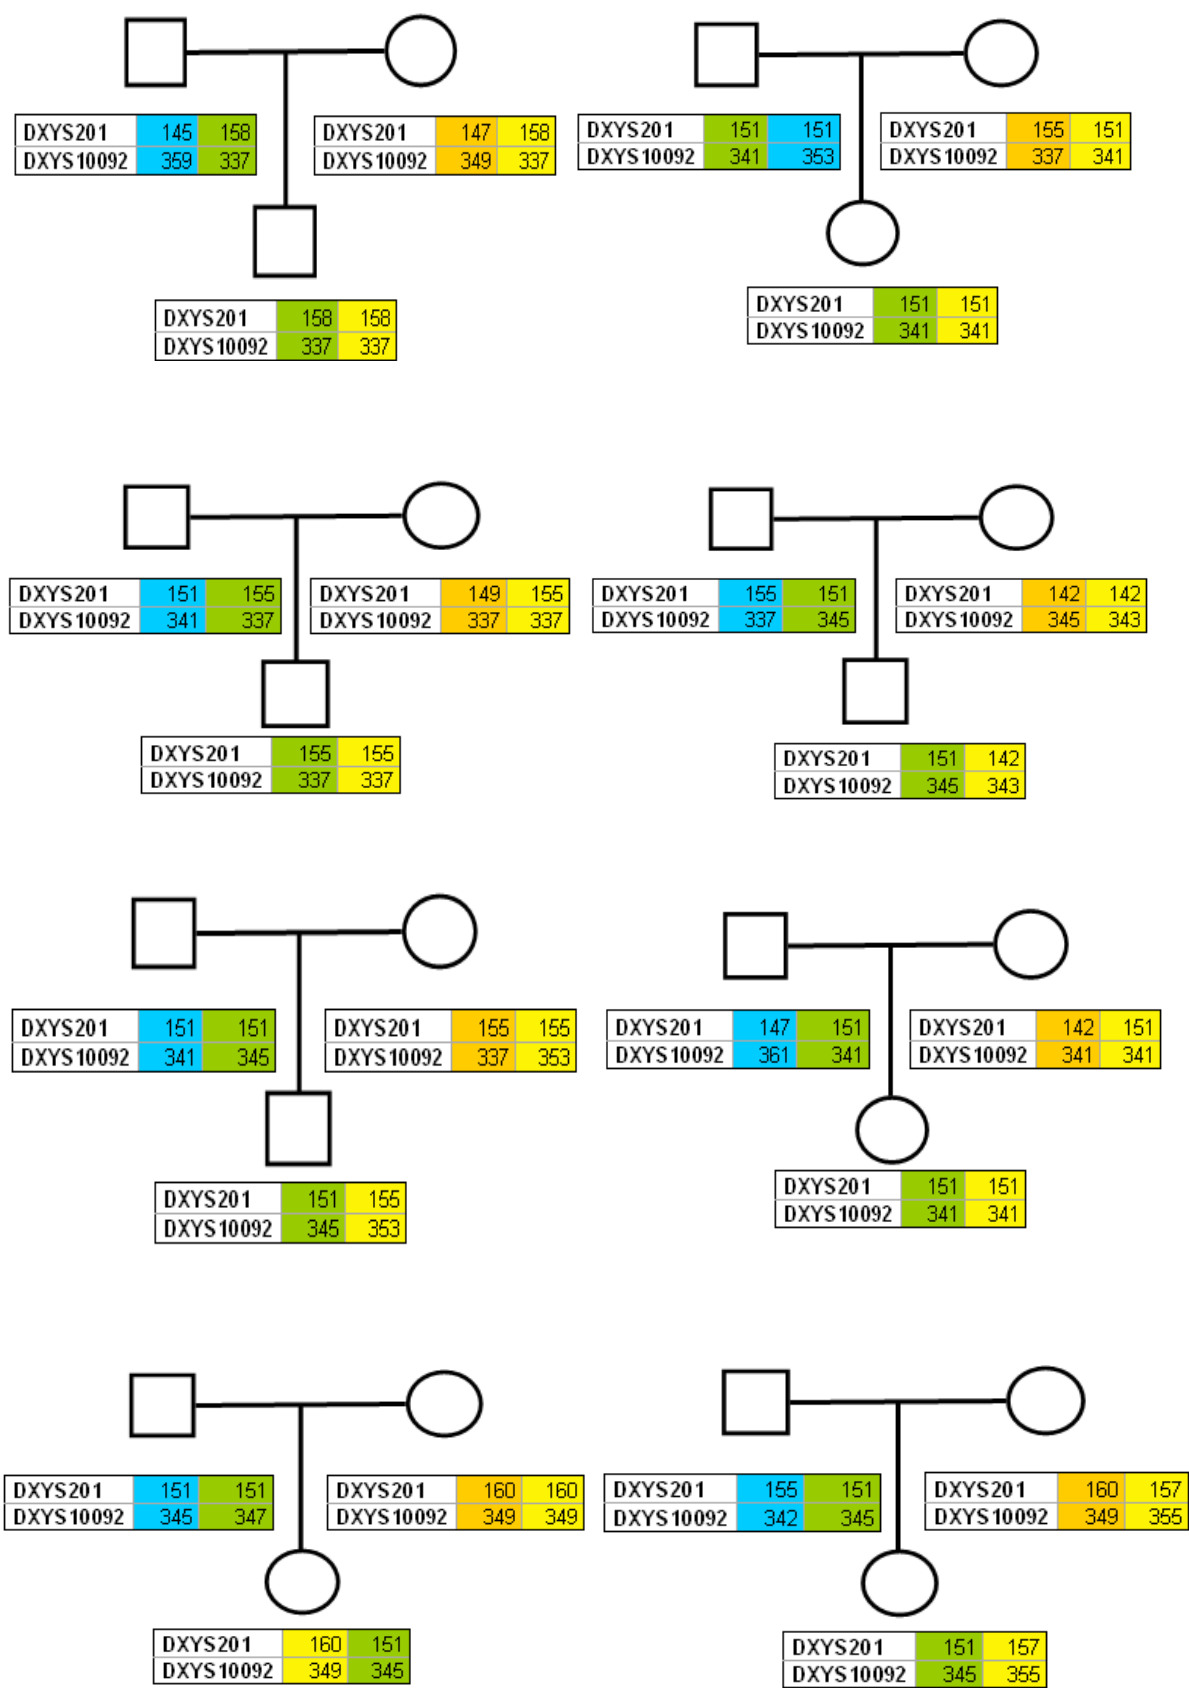 DXYS201 145 158
DXYS10092 359 337
DXYS201 147 158
DXYS10092 349 337
DXYS201 158 158
DXYS10092 337 337
DXYS201 151 151
DXYS10092 341 353
DXYS201 155 151
DXYS10092 337 341
DXYS201 151 151
DXYS10092 341 341
DXYS201 151 155
DXYS10092 341 337
DXYS201 149 155
DXYS10092 337 337
DXYS201 155 155
DXYS10092 337 337
DXYS201 155 151
DXYS10092 337 345
DXYS201 142 142
DXYS10092 345 343
DXYS201 151 142
DXYS10092 345 343
DXYS201 151 151
DXYS10092 341 345
DXYS201 155 155
DXYS10092 337 353
DXYS201 151 155
DXYS10092 345 353
DXYS201 147 151
DXYS10092 361 341
DXYS201 142 151
DXYS10092 341 341
DXYS201 151 151
DXYS10092 341 341
DXYS201 151 151
DXYS10092 345 347
DXYS201 160 160
DXYS10092 349 349
DXYS201 160 151
DXYS10092 349 345
DXYS201 155 151
DXYS10092 342 345
DXYS201 160 157
DXYS10092 349 355
DXYS201 151 157
DXYS10092 345 355